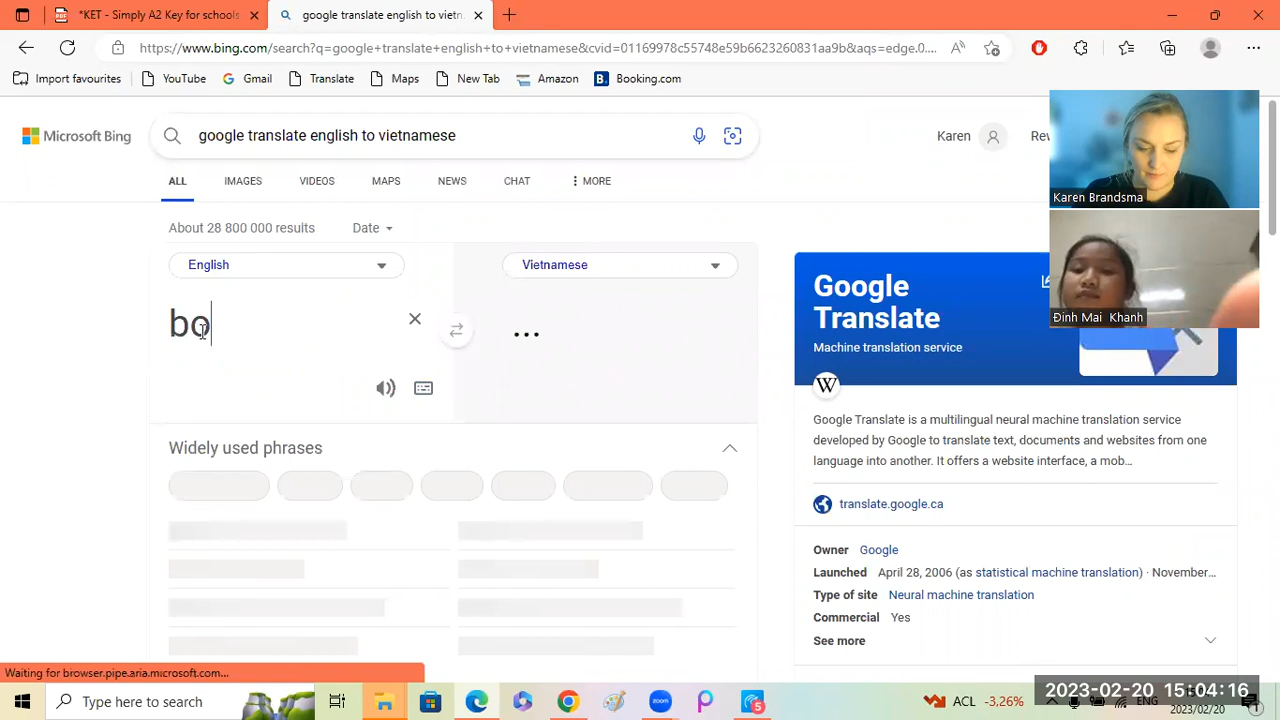 *KET - Simply A2 Key for schools
google translate english to vietn
https://www.bing.com/search?q=google+translate+english+to+vietnamese&cvid=01169978c55748e59b6623260831aa9b&aqs=edge.0....
Import favourites
YouTube
Gmail
Translate
Maps
New Tab
Amazon
Booking.com
Microsoft Bing
google translate english to vietnamese
Karen
Rew
ALL
IMAGES
VIDEOS
MAPS
NEWS
CHAT
MORE
Karen Brandsma
About 28 800 000 results
Date
English
Vietnamese
bo
...
Google
Translate
Machine translation service
Đinh Mai Khanh
W
Google Translate is a multilingual neural machine translation service
developed by Google to translate text, documents and websites from one
language into another. It offers a website interface, a mob...
Widely used phrases
translate.google.ca
Owner Google
Launched April 28, 2006 (as statistical machine translation) · November...
Type of site Neural machine translation
Commercial Yes
See more
Waiting for browser.pipe.aria.microsoft.com...
Type here to search
5
ACL -3,26%
ENG
2023-02-20 15:04:16
2023/02/20